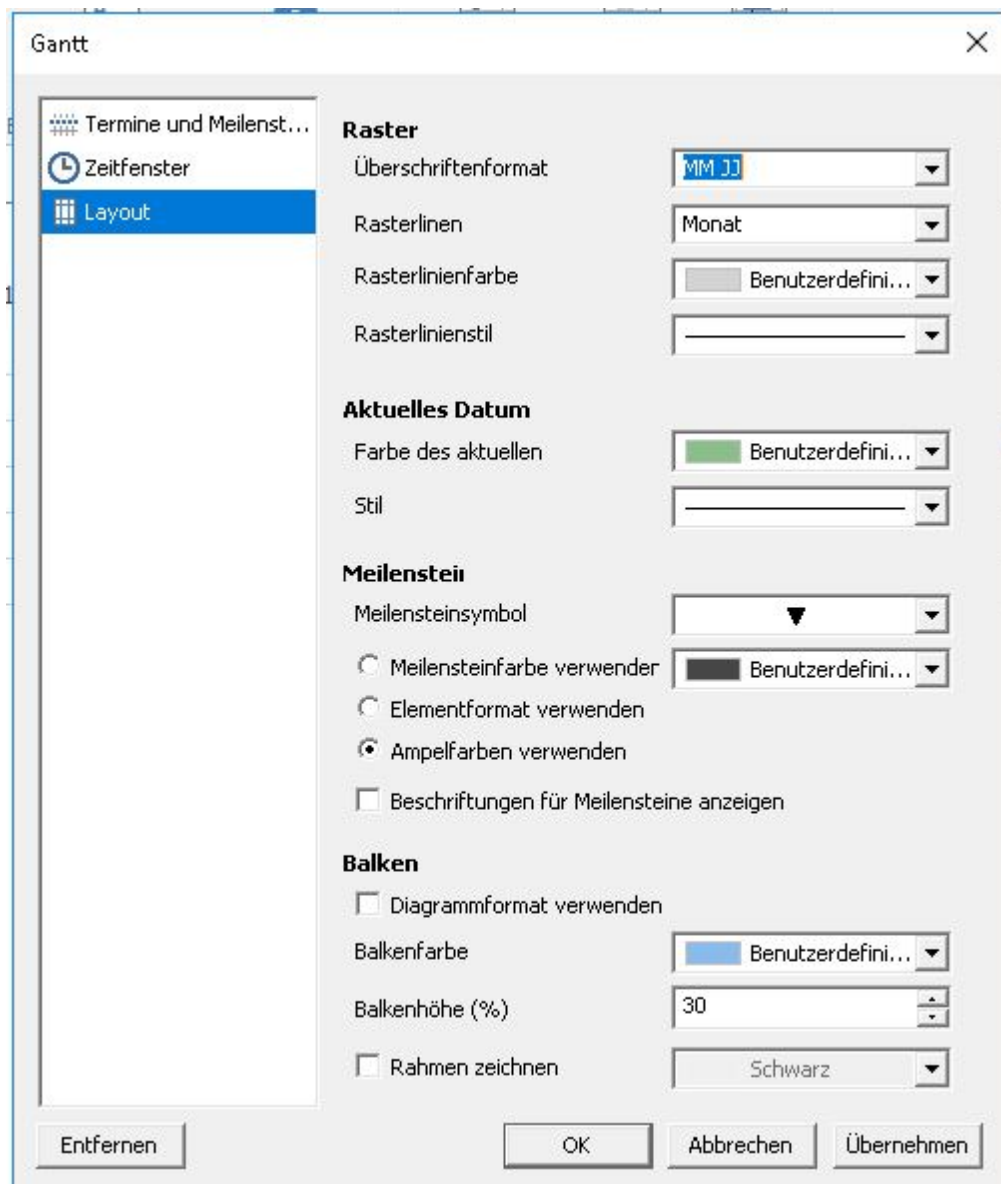 Gantt
Termine und Meilenst...
Zeitfenster
Layout
Raster
Überschriftenformat
MM JJ
Rasterlinen
Monat
Rasterlinienfarbe
Benutzerdefini...
Rasterlinienstil
Aktuelles Datum
Farbe des aktuellen
Benutzerdefini...
Stil
Meilenstein
Meilensteinsymbol
Meilensteinfarbe verwenden
Benutzerdefini...
Elementformat verwenden
Ampelfarben verwenden
Beschriftungen für Meilensteine anzeigen
Balken
Diagrammformat verwenden
Balkenfarbe
Benutzerdefini...
Balkenhöhe (%)
30
Rahmen zeichnen
Schwarz
Entfernen
OK
Abbrechen
Übernehmen